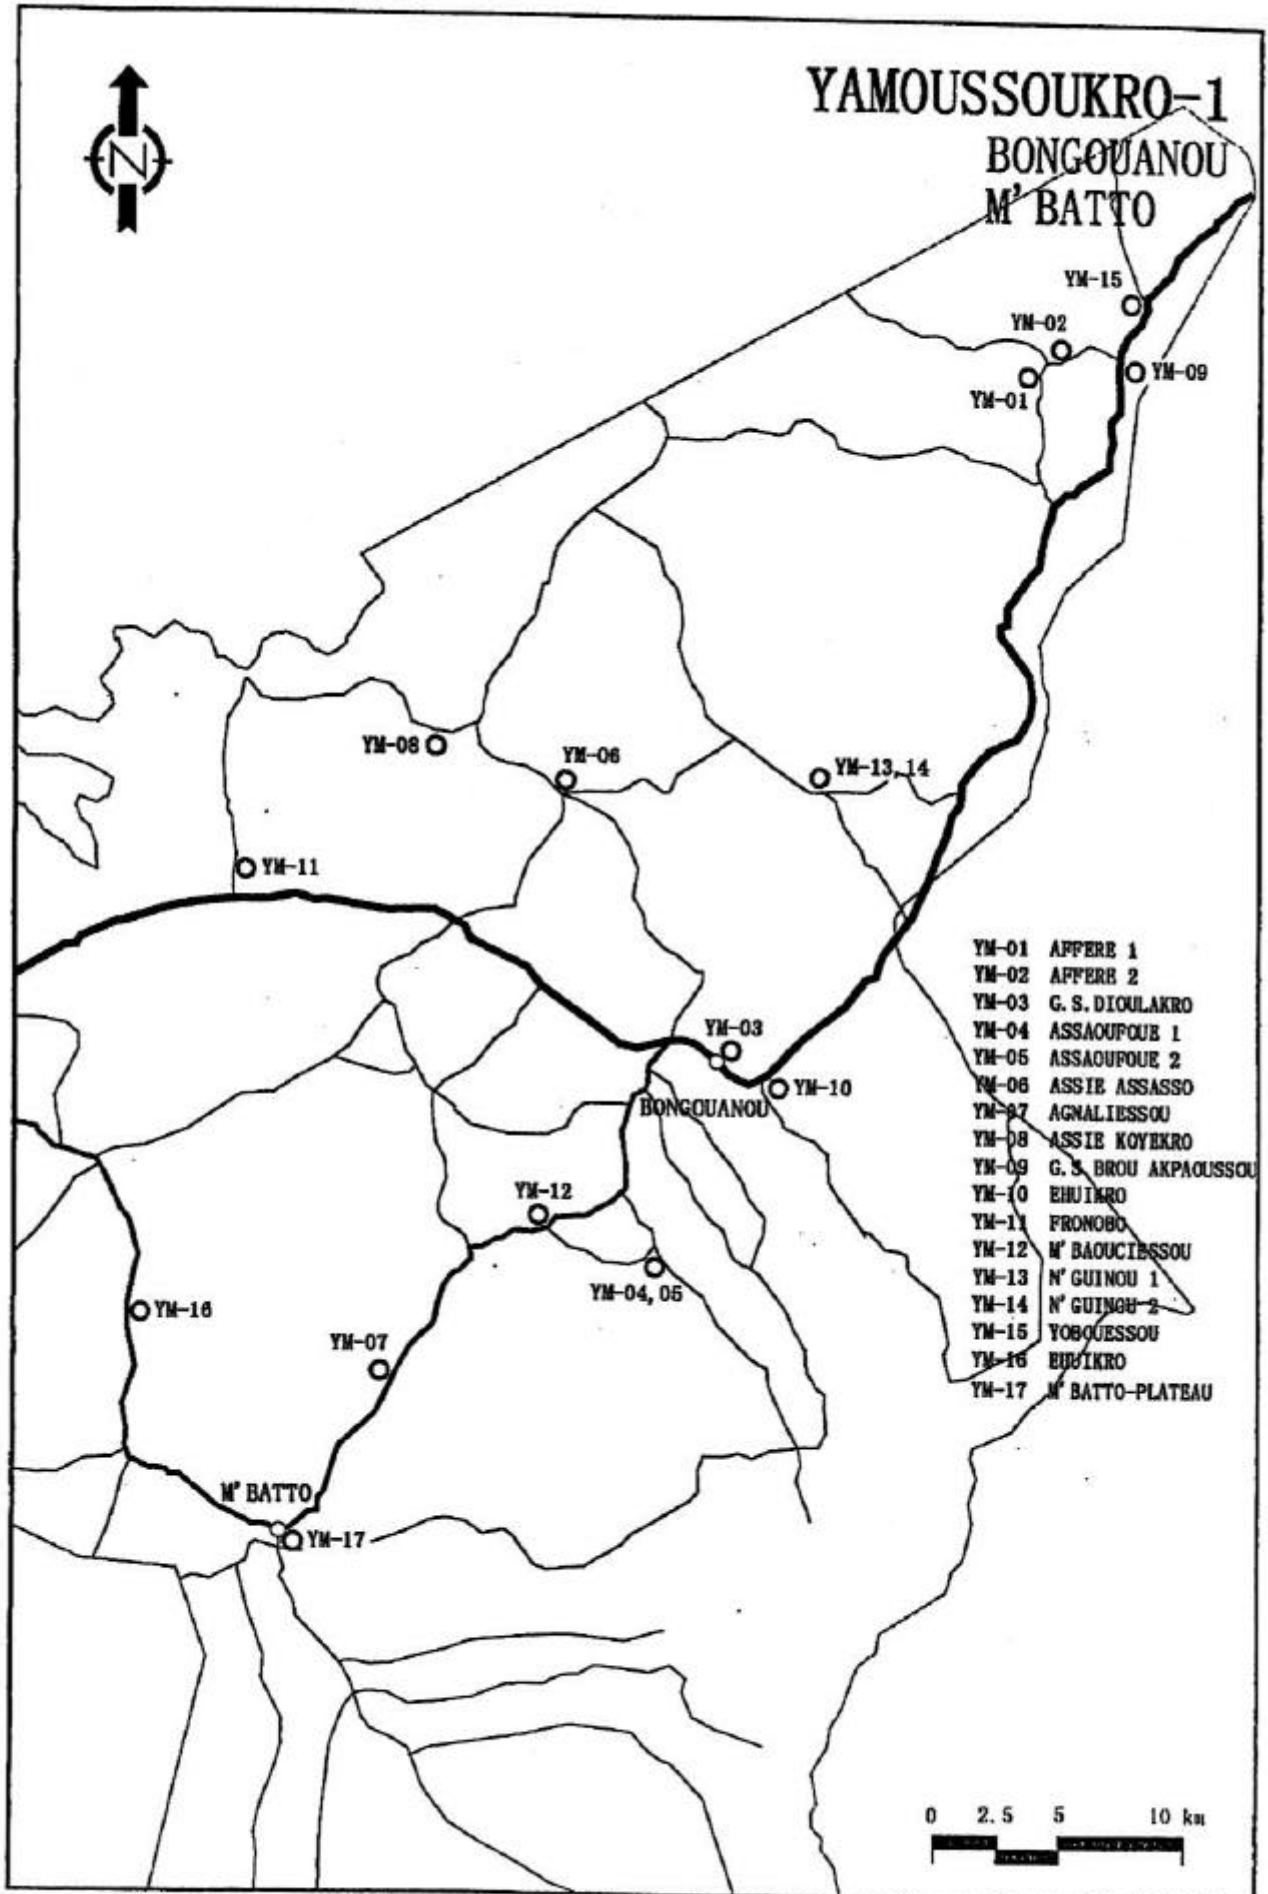 YAMOUSSOUKRO-1
BONGOUANOU
M'BATTO
N
YM-15
YM-02
YM-09
YM-01
YM-08
YM-06
YM-13,14
YM-11
YM-03
YM-10
BONGOUANOU
YM-12
YM-04,05
YM-16
YM-07
M'BATTO
YM-17
YM-01 AFFERE 1
YM-02 AFFERE 2
YM-03 G.S.DIOULAKRO
YM-04 ASSAOUFOUE 1
YM-05 ASSAOUFOUE 2
YM-06 ASSIE ASSASSO
YM-07 AGNALIESSOU
YM-08 ASSIE KOYEKRO
YM-09 G.S BROU AKPAOUSSOU
YM-10 EHUIKRO
YM-11 FRONOBO
YM-12 M'BAOUCIESSOU
YM-13 N'GUINOU 1
YM-14 N'GUINOU 2
YM-15 YOBOUESSOU
YM-16 EHUIKRO
YM-17 M'BATTO-PLATEAU
0 2.5 5 10 km